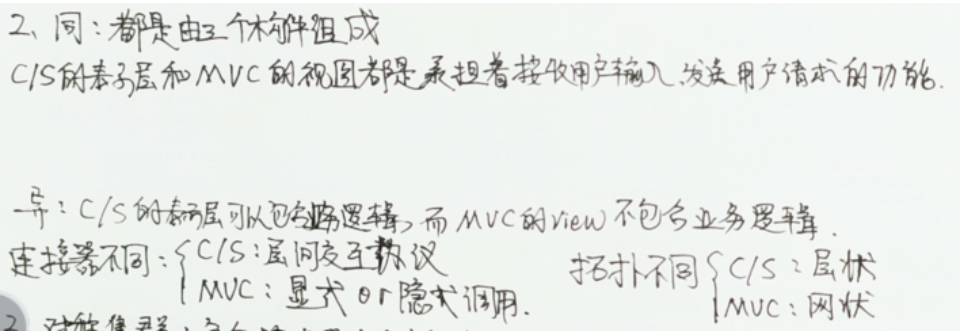 2、同：都是由三个构件组成
C/S的表示层和MVC的视图都是承担着接收用户输入、发送用户请求的功能.
异：C/S的表示层可以包含业务逻辑，而MVC的view不包含业务逻辑.
连接器不同：{ C/S：层间交互协议 拓扑不同 { C/S：层状
MVC：显式 or 隐式调用. MVC：网状